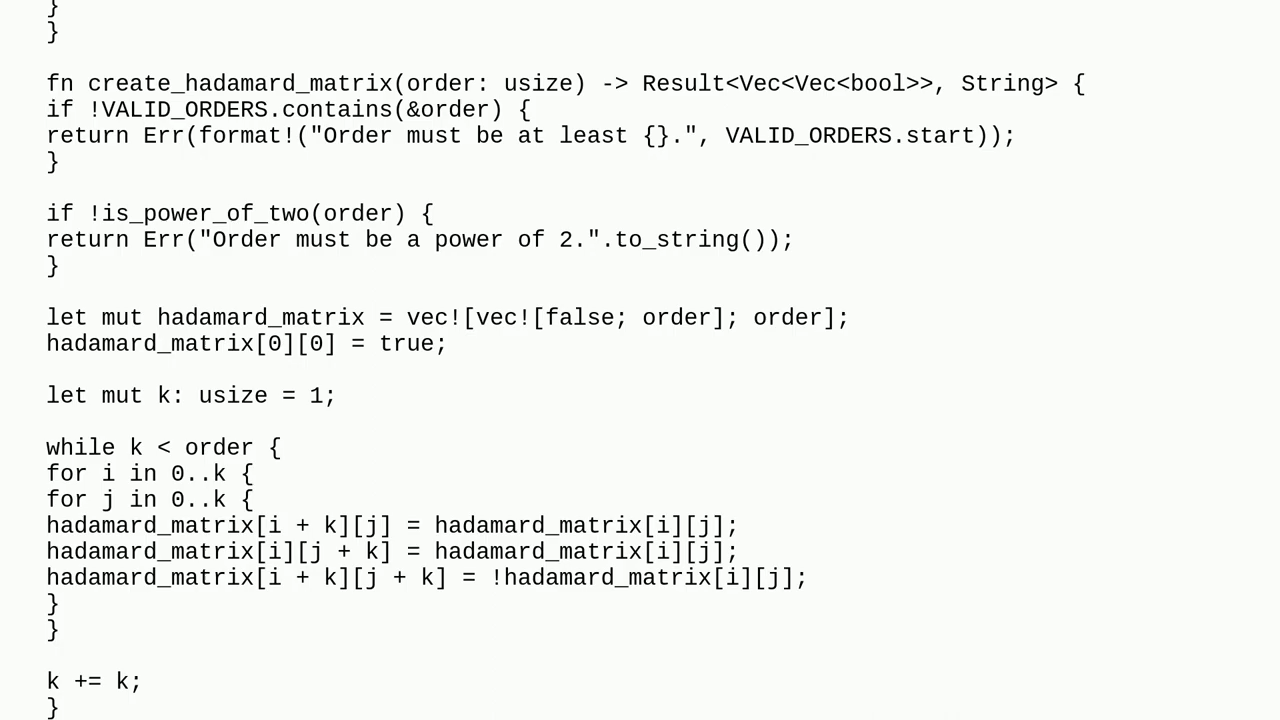 }
}
fn create_hadamard_matrix(order: usize) -> Result<Vec<Vec<bool>>, String> {
if !VALID_ORDERS.contains(&order) {
return Err(format!("Order must be at least {}.", VALID_ORDERS.start));
}
if !is_power_of_two(order) {
return Err("Order must be a power of 2.".to_string());
}
let mut hadamard_matrix = vec![vec![false; order]; order];
hadamard_matrix[0][0] = true;
let mut k: usize = 1;
while k < order {
for i in 0..k {
for j in 0..k {
hadamard_matrix[i + k][j] = hadamard_matrix[i][j];
hadamard_matrix[i][j + k] = hadamard_matrix[i][j];
hadamard_matrix[i + k][j + k] = !hadamard_matrix[i][j];
}
}
k += k;
}